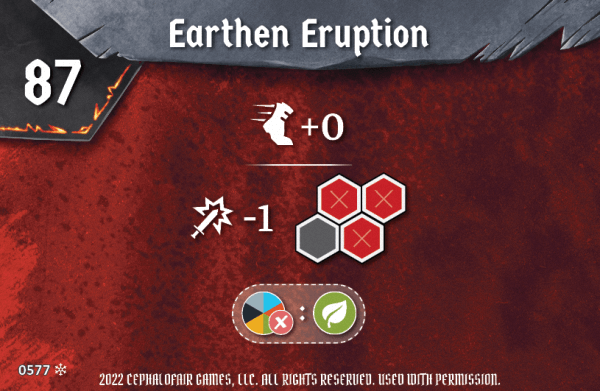 Earthen Eruption
87
+0
-1
:
0577
2022 CEPHALOFAIR GAMES, LLC. ALL RIGHTS RESERVED. USED WITH PERMISSION.